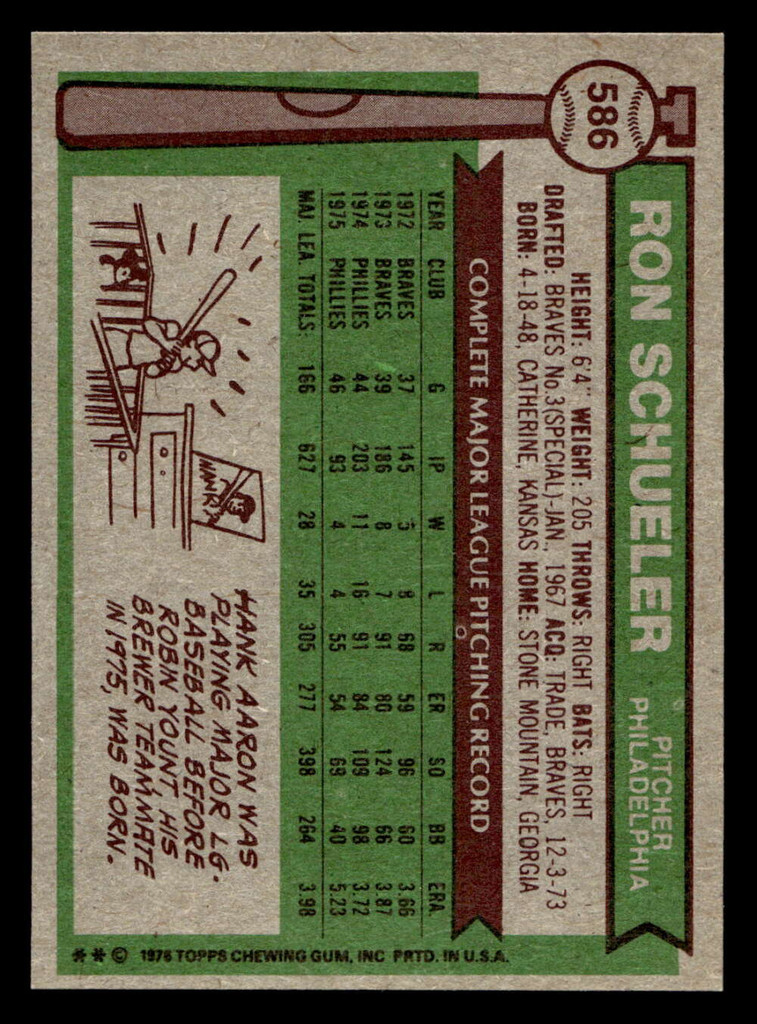 586
RON SCHUELER
PITCHER
PHILADELPHIA
HEIGHT: 6'4" WEIGHT: 205 THROWS: RIGHT BATS: RIGHT
DRAFTED: BRAVES No.3(SPECIAL)-JAN., 1967 ACQ: TRADE, BRAVES, 12-3-73
BORN: 4-18-48, CATHERINE, KANSAS HOME: STONE MOUNTAIN, GEORGIA
COMPLETE MAJOR LEAGUE PITCHING RECORD
YEAR CLUB G IP W L R ER SO BB ERA.
1972 BRAVES 37 145 5 8 68 59 96 60 3.66
1973 BRAVES 39 186 8 7 91 80 124 66 3.87
1974 PHILLIES 44 203 11 16 91 84 109 98 3.72
1975 PHILLIES 46 93 4 4 55 54 69 40 5.23
MAJ. LEA. TOTALS: 166 627 28 35 305 277 398 264 3.98
HANK
HANK AARON WAS
PLAYING MAJOR LG.
BASEBALL BEFORE
ROBIN YOUNT, HIS
BREWER TEAMMATE
IN 1975, WAS BORN.
** © 1976 TOPPS CHEWING GUM, INC PRTD. IN U.S.A.